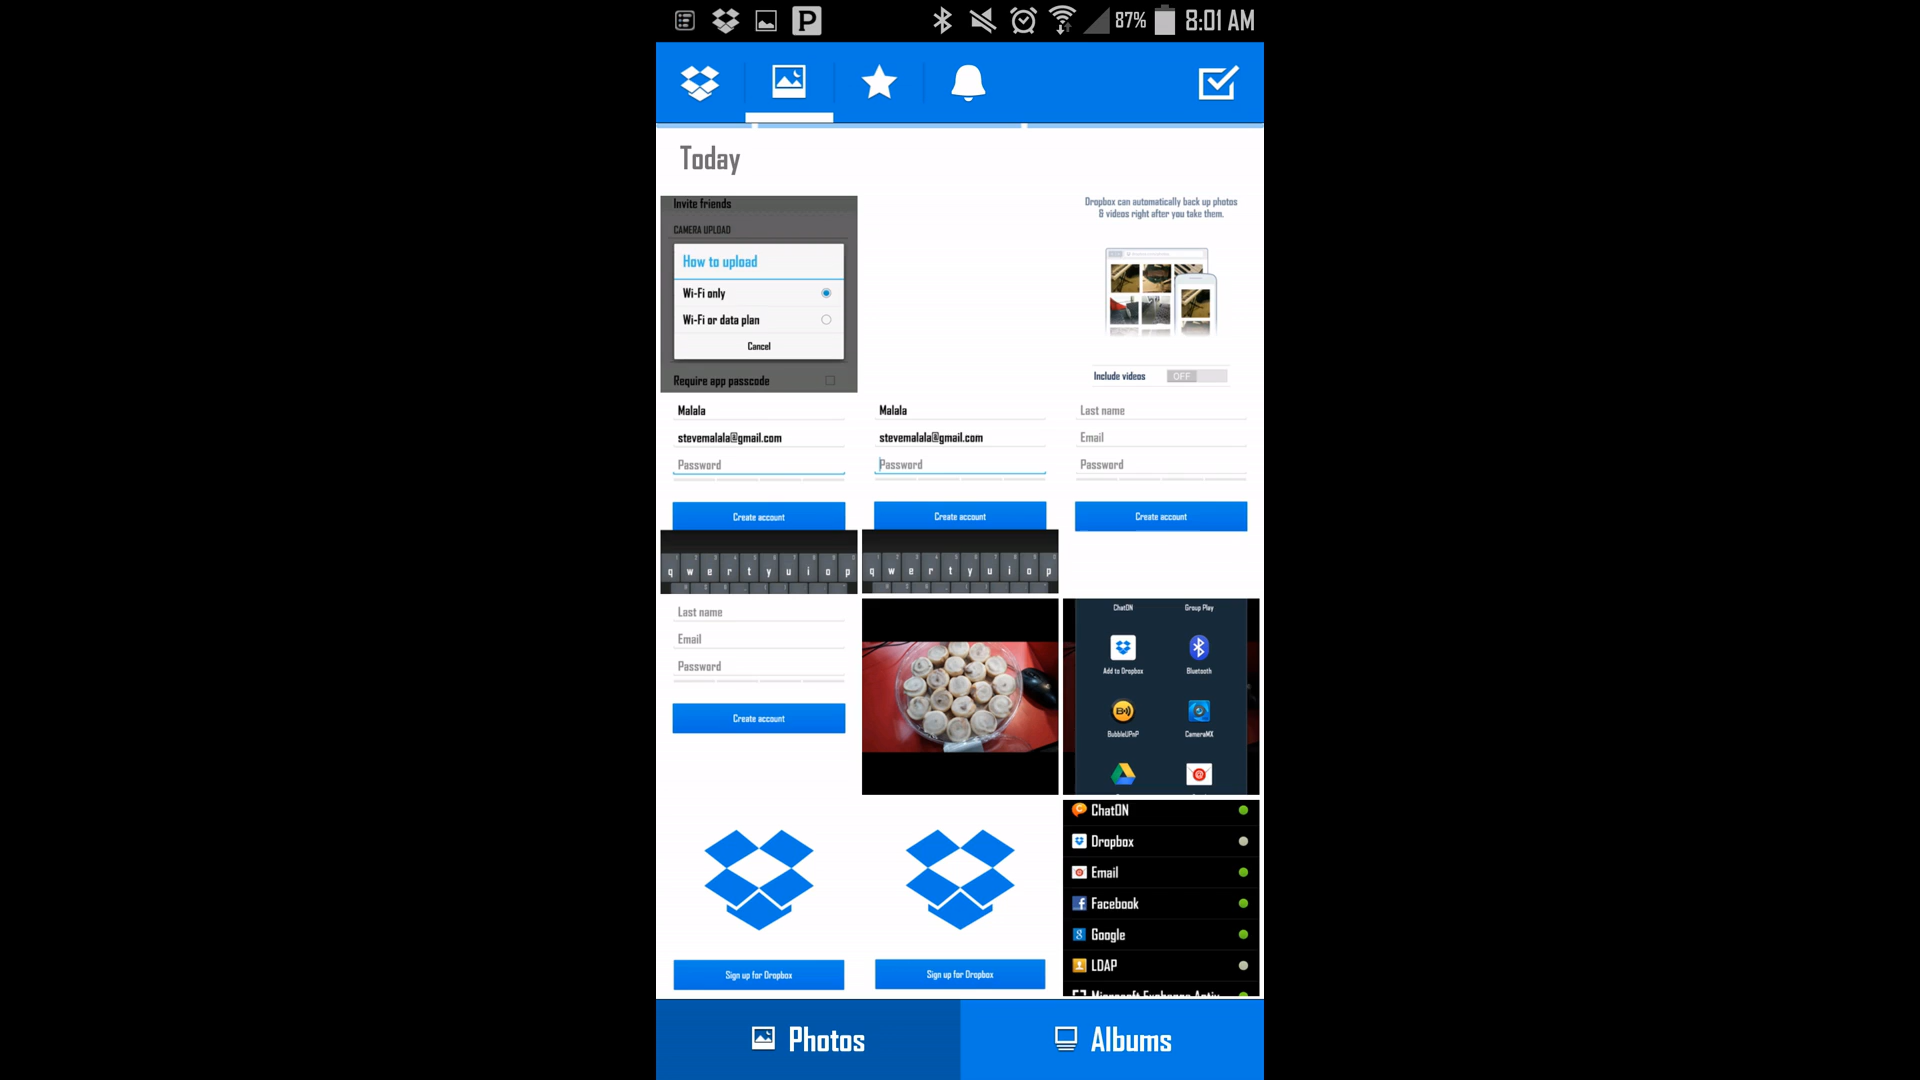 87% 8:01 AM
Today
Invite friends
CAMERA UPLOAD
How to upload
Wi-Fi only
Wi-Fi or data plan
Cancel
Require app passcode
Dropbox can automatically back up photos
& videos right after you take them.
Include videos OFF
Malala
stevemalala@gmail.com
Password
Create account
q w e r t y u i o p
Malala
stevemalala@gmail.com
Password
Create account
q w e r t y u i o p
Last name
Email
Password
Create account
Last name
Email
Password
Create account
ChatON Group Play
Add to Dropbox Bluetooth
BubbleUPnP CameraMX
Sign up for Dropbox
Sign up for Dropbox
ChatON
Dropbox
Email
Facebook
Google
LDAP
Microsoft Exchange Activ
Photos Albums